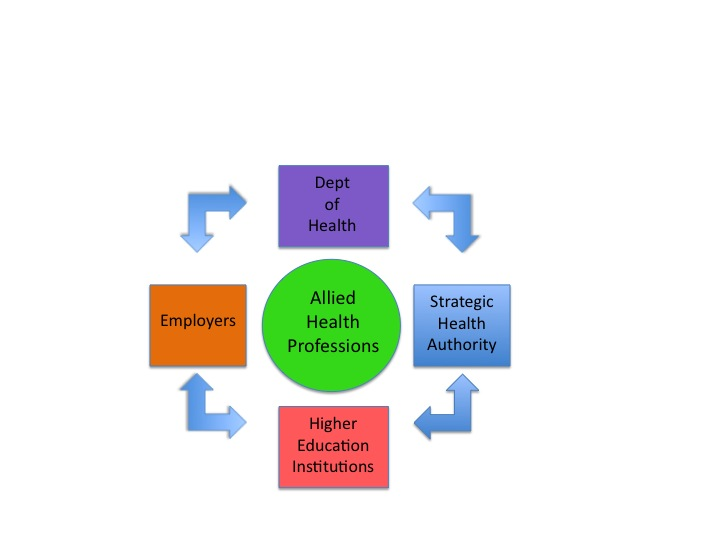 Dept
of
Health
Employers
Allied
Health
Professions
Strategic
Health
Authority
Higher
Education
Institutions